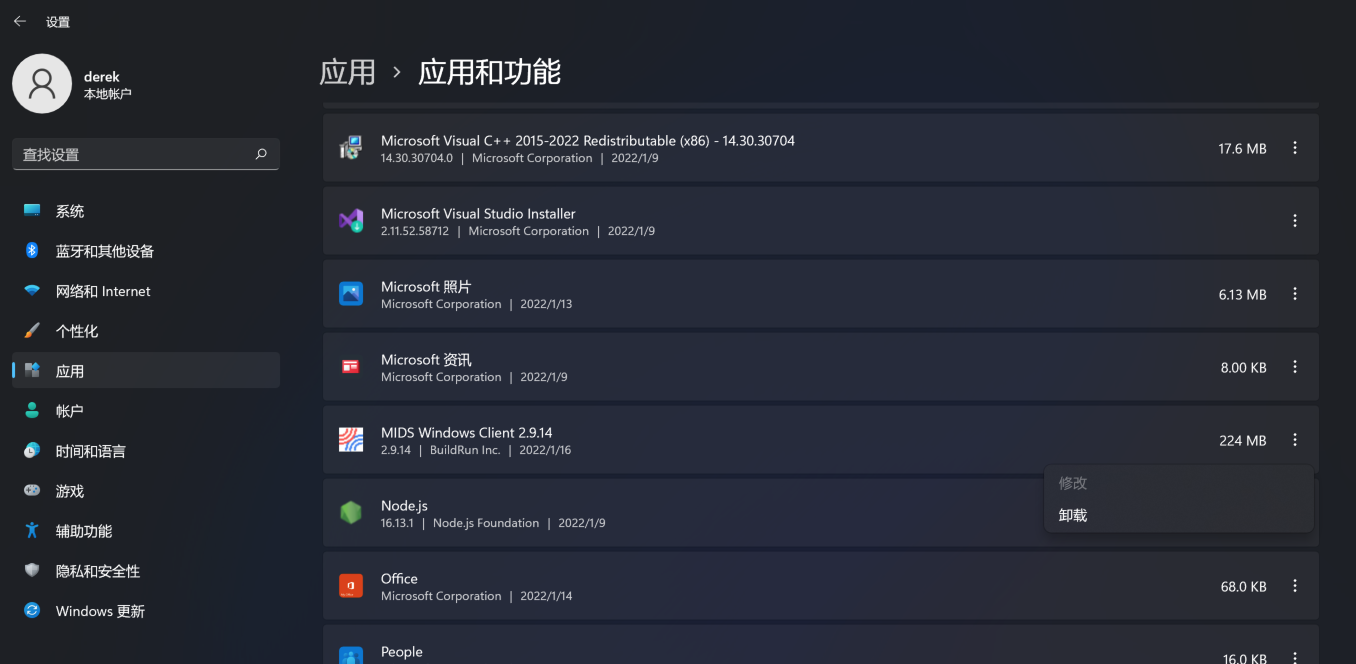 设置
derek
本地帐户
查找设置
系统
蓝牙和其他设备
网络和 Internet
个性化
应用
帐户
时间和语言
游戏
辅助功能
隐私和安全性
Windows 更新
应用 › 应用和功能
Microsoft Visual C++ 2015-2022 Redistributable (x86) - 14.30.30704
14.30.30704.0 | Microsoft Corporation | 2022/1/9
17.6 MB
Microsoft Visual Studio Installer
2.11.52.58712 | Microsoft Corporation | 2022/1/9
Microsoft 照片
Microsoft Corporation | 2022/1/13
6.13 MB
Microsoft 资讯
Microsoft Corporation | 2022/1/9
8.00 KB
MIDS Windows Client 2.9.14
2.9.14 | BuildRun Inc. | 2022/1/16
224 MB
修改
卸载
Node.js
16.13.1 | Node.js Foundation | 2022/1/9
Office
Microsoft Corporation | 2022/1/14
68.0 KB
People
16.0 KB